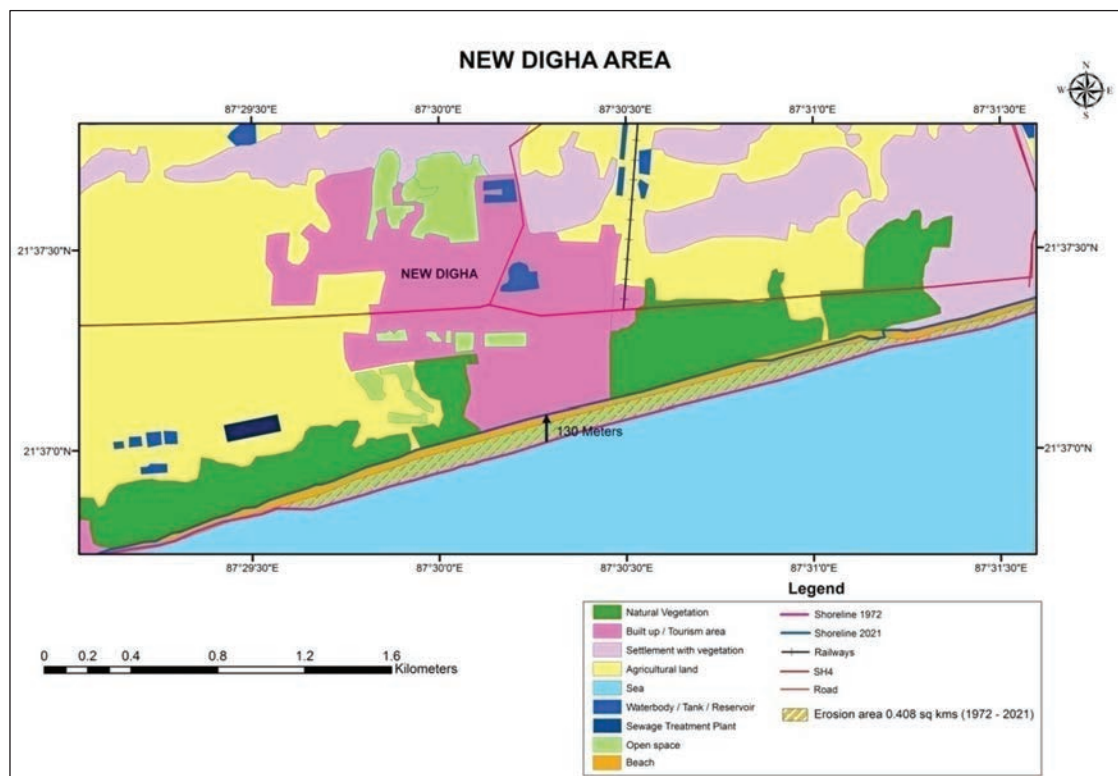 NEW DIGHA AREA
N
W E
S
87°29'30"E 87°30'0"E 87°30'30"E 87°31'0"E 87°31'30"E
21°37'30"N 21°37'30"N
NEW DIGHA
130 Meters
21°37'0"N 21°37'0"N
87°29'30"E 87°30'0"E 87°30'30"E 87°31'0"E 87°31'30"E
Legend
Natural Vegetation
Built up / Tourism area
Settlement with vegetation
Agricultural land
Sea
Waterbody / Tank / Reservoir
Sewage Treatment Plant
Open space
Beach
Shoreline 1972
Shoreline 2021
Railways
SH4
Road
Erosion area 0.408 sq kms (1972 - 2021)
0 0.2 0.4 0.8 1.2 1.6
Kilometers